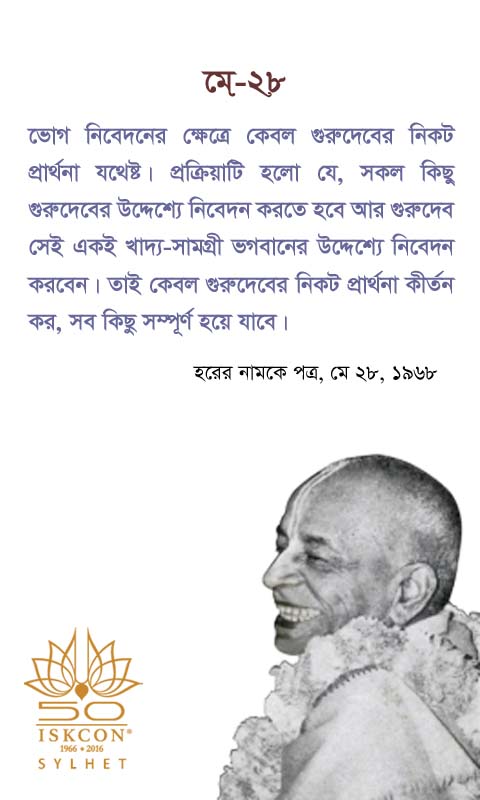 মে-২৮
ভোগ নিবেদনের ক্ষেত্রে কেবল গুরুদেবের নিকট
প্রার্থনা যথেষ্ট। প্রক্রিয়াটি হলো যে, সকল কিছু
গুরুদেবের উদ্দেশ্যে নিবেদন করতে হবে আর গুরুদেব
সেই একই খাদ্য-সামগ্রী ভগবানের উদ্দেশ্যে নিবেদন
করবেন। তাই কেবল গুরুদেবের নিকট প্রার্থনা কীর্তন
কর, সব কিছু সম্পূর্ণ হয়ে যাবে।
হরের নামকে পত্র, মে ২৮, ১৯৬৮
50
ISKCON®
1966 • 2016
SYLHET